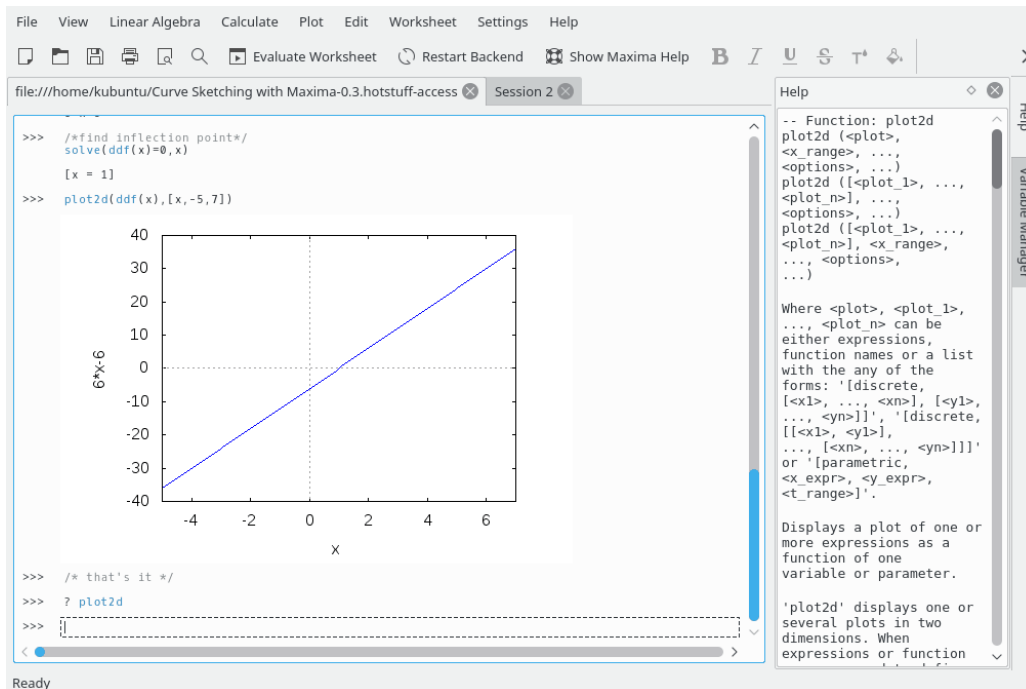 File View Linear Algebra Calculate Plot Edit Worksheet Settings Help
Evaluate Worksheet Restart Backend Show Maxima Help B I U S T
file:///home/kubuntu/Curve Sketching with Maxima-0.3.hotstuff-access Session 2
>>> /*find inflection point*/
solve(ddf(x)=0,x)
[x = 1]
>>> plot2d(ddf(x),[x,-5,7])
40
30
20
10
0
-10
-20
-30
-40
6*x-6
-4 -2 0 2 4 6
x
>>> /* that's it */
>>> ? plot2d
>>>
Ready
Help
-- Function: plot2d
plot2d (<plot>,
<x_range>, ...,
<options>, ...)
plot2d ([<plot_1>, ...,
<plot_n>], ...,
<options>, ...)
plot2d ([<plot_1>, ...,
<plot_n>], <x_range>,
..., <options>,
...)
Where <plot>, <plot_1>,
..., <plot_n> can be
either expressions,
function names or a list
with the any of the
forms: '[discrete,
[<x1>, ..., <xn>], [<y1>,
..., <yn>]]', '[discrete,
[[<x1>, <y1>],
..., [<xn>, ..., <yn>]]]'
or '[parametric,
<x_expr>, <y_expr>,
<t_range>]'.
Displays a plot of one or
more expressions as a
function of one
variable or parameter.
'plot2d' displays one or
several plots in two
dimensions. When
expressions or function
Help
Variable Manager